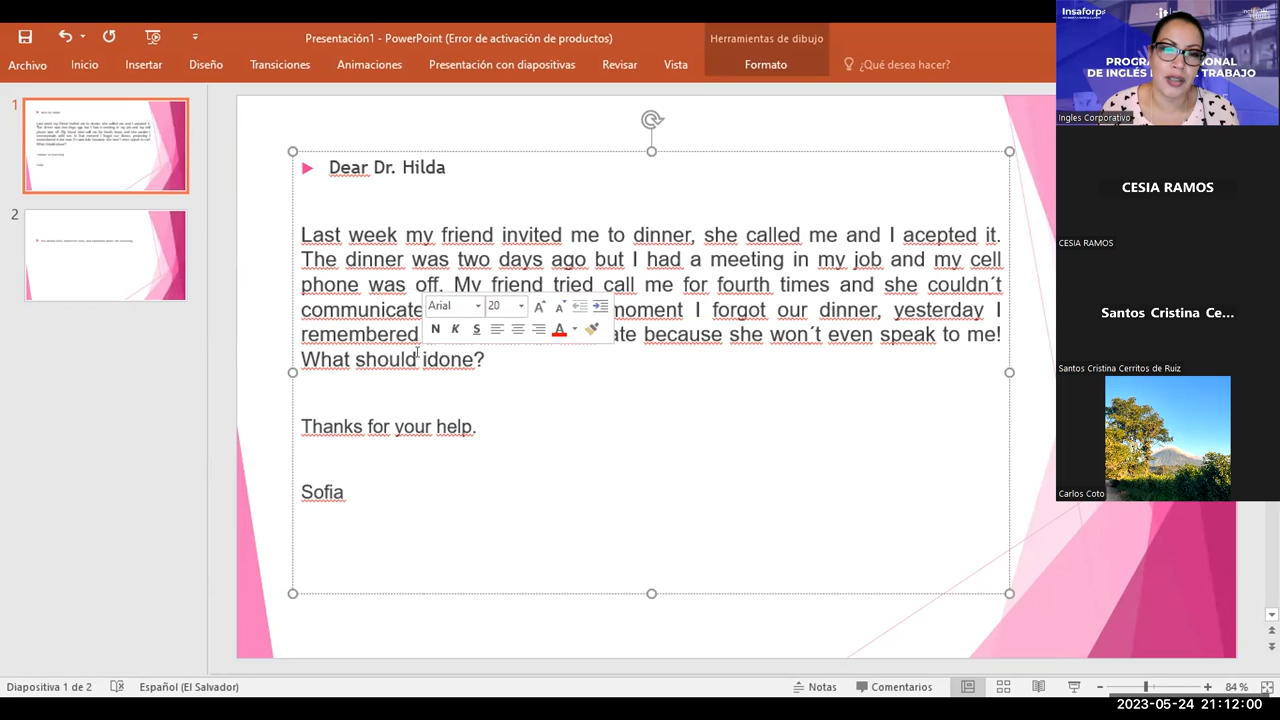 Presentación1 - PowerPoint (Error de activación de productos)
Herramientas de dibujo
Archivo Inicio Insertar Diseño Transiciones Animaciones Presentación con diapositivas Revisar Vista Formato ¿Qué desea hacer?
1
2
Dear Dr. Hilda
Last week my friend invited me to dinner, she called me and I acepted it.
The dinner was two days ago but I had a meeting in my job and my cell
phone was off. My friend tried call me for fourth times and she couldn´t
communicate moment I forgot our dinner, yesterday I
remembered because she won´t even speak to me!
What should idone?
Thanks for your help.
Sofia
Arial 20
N K S A
Insaforp
DE INGLÉS TRABAJO
Ingles Corporativo
CESIA RAMOS
CESIA RAMOS
Santos Cristina Ce...
Santos Cristina Cerritos de Ruiz
Carlos Coto
Diapositiva 1 de 2 Español (El Salvador) Notas Comentarios 84 %
2023-05-24 21:12:00